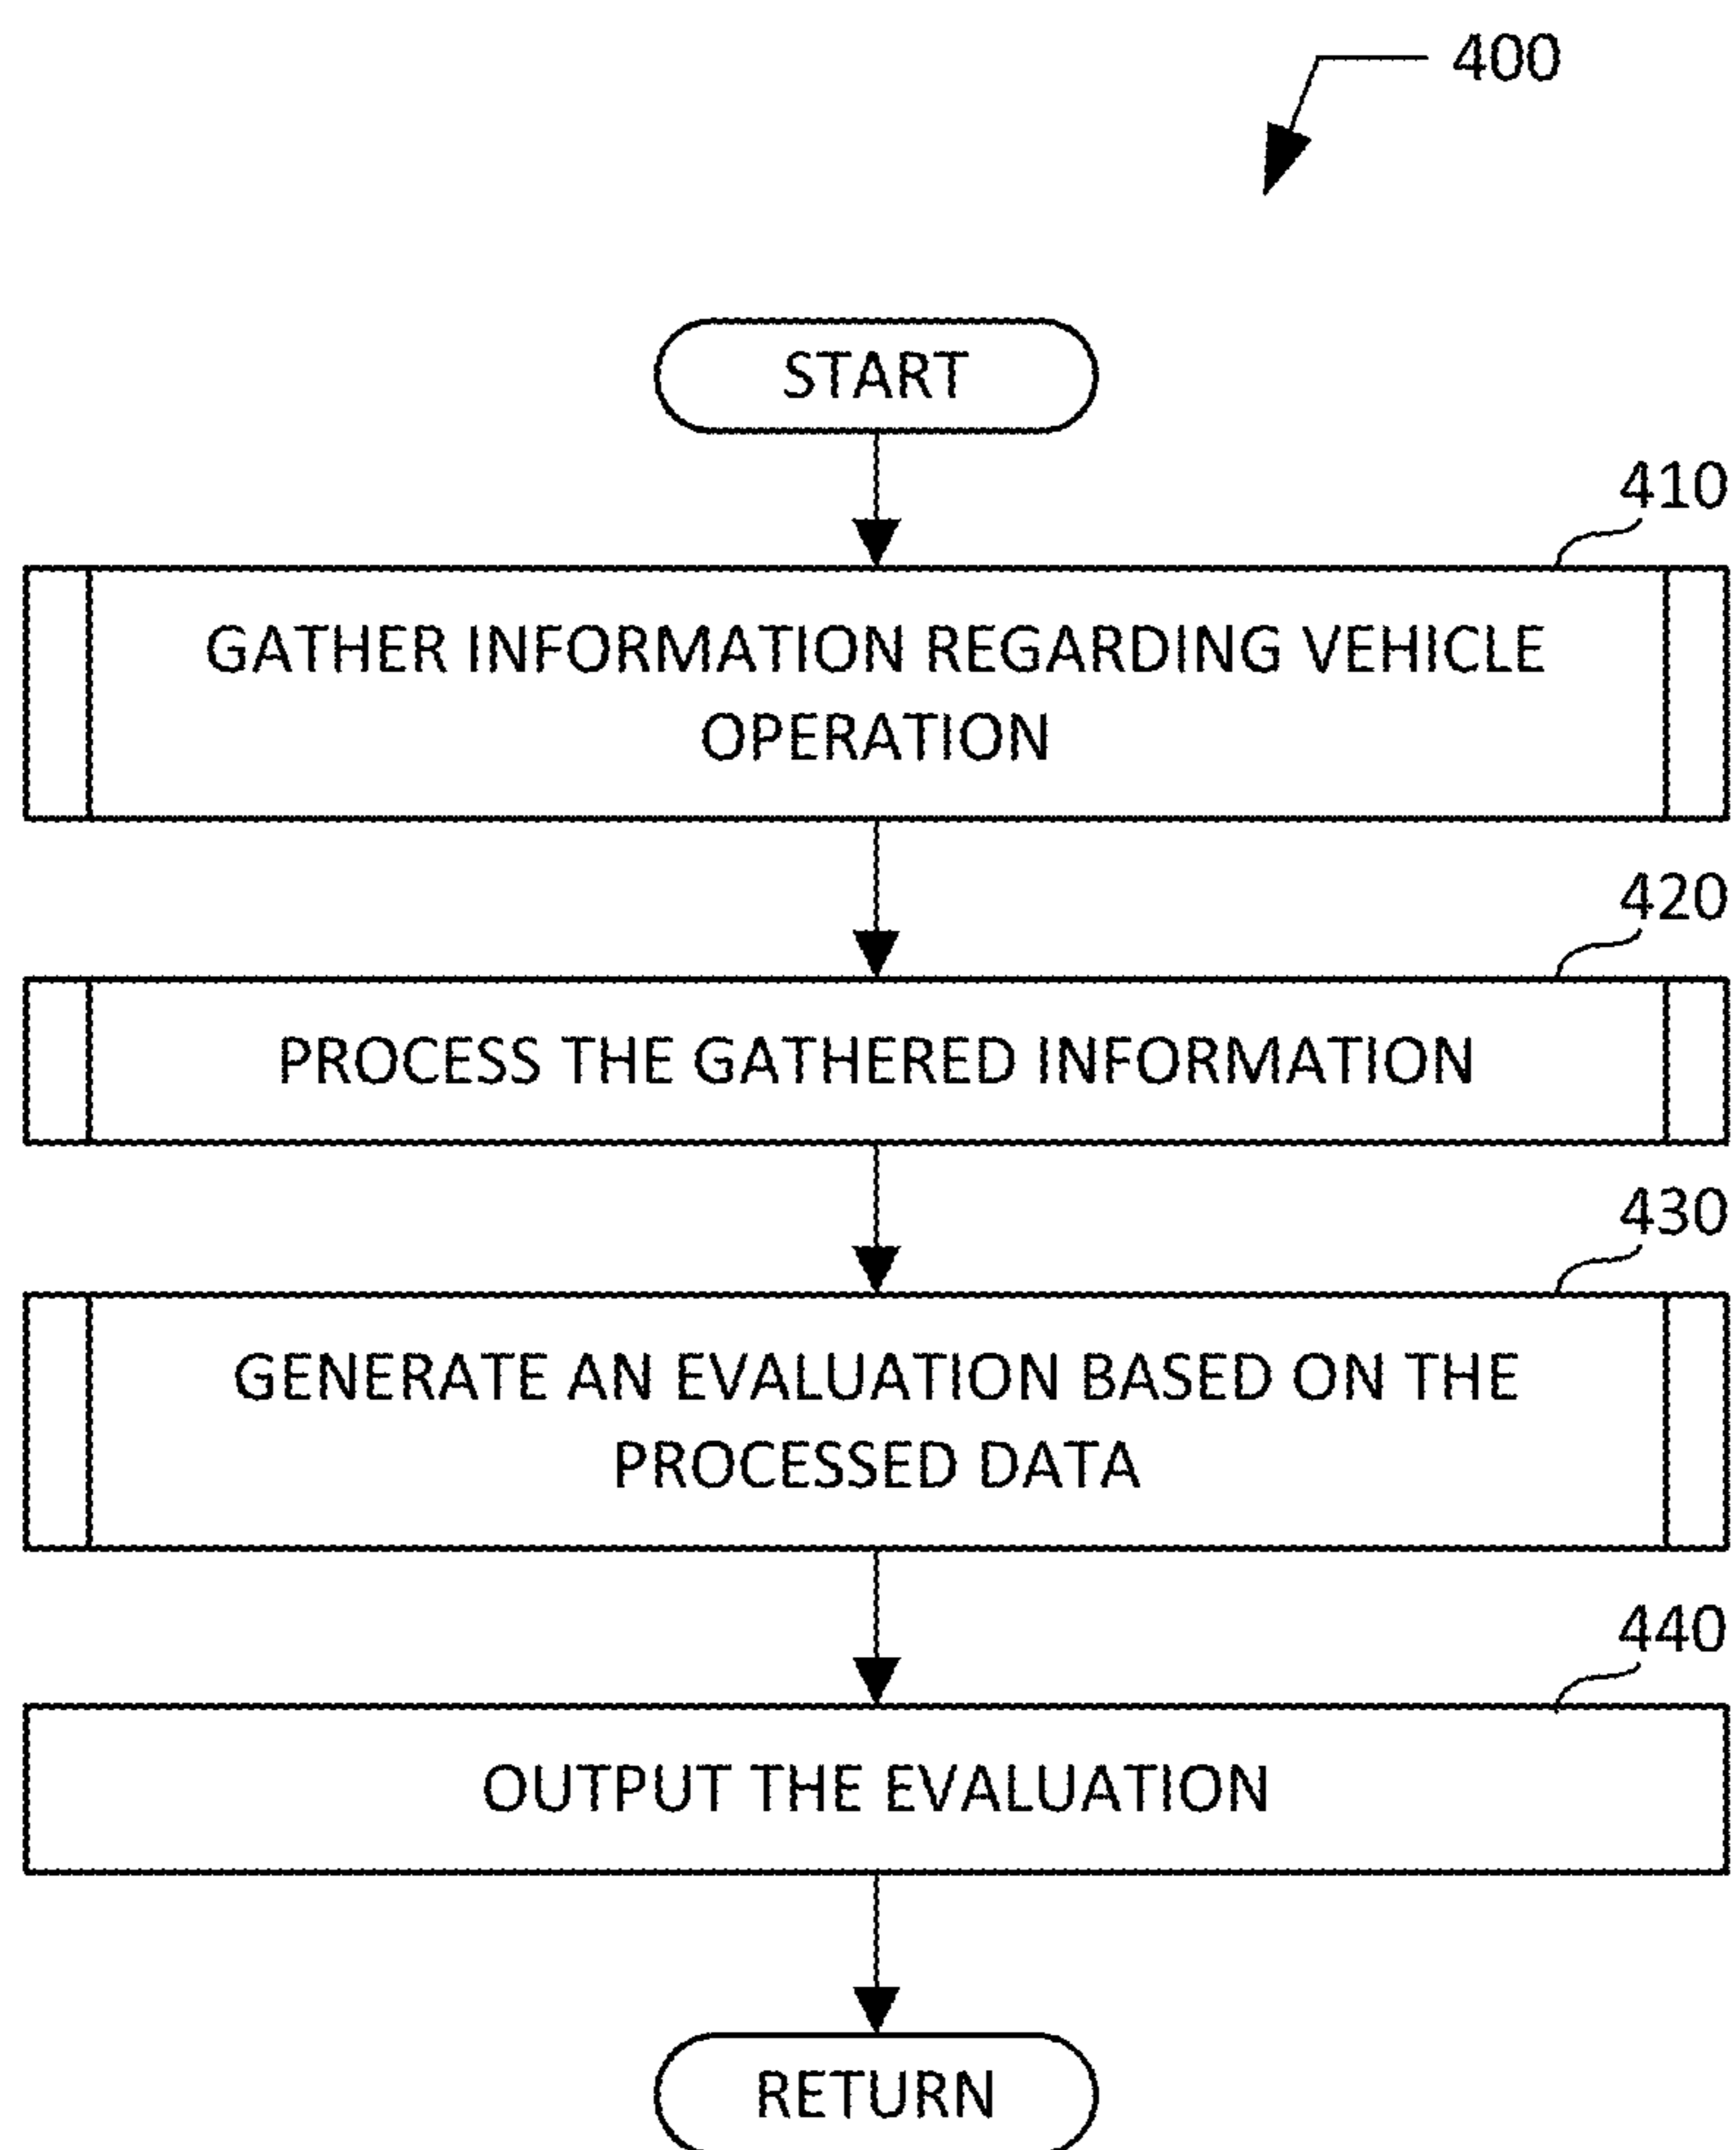 400
START
410
GATHER INFORMATION REGARDING VEHICLE
OPERATION
420
PROCESS THE GATHERED INFORMATION
430
GENERATE AN EVALUATION BASED ON THE
PROCESSED DATA
440
OUTPUT THE EVALUATION
RETURN